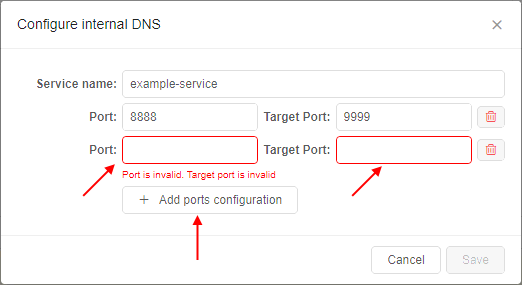 Configure internal DNS
Service name: example-service
Port: 8888 Target Port: 9999
Port: Target Port:
Port is invalid. Target port is invalid
+ Add ports configuration
Cancel Save